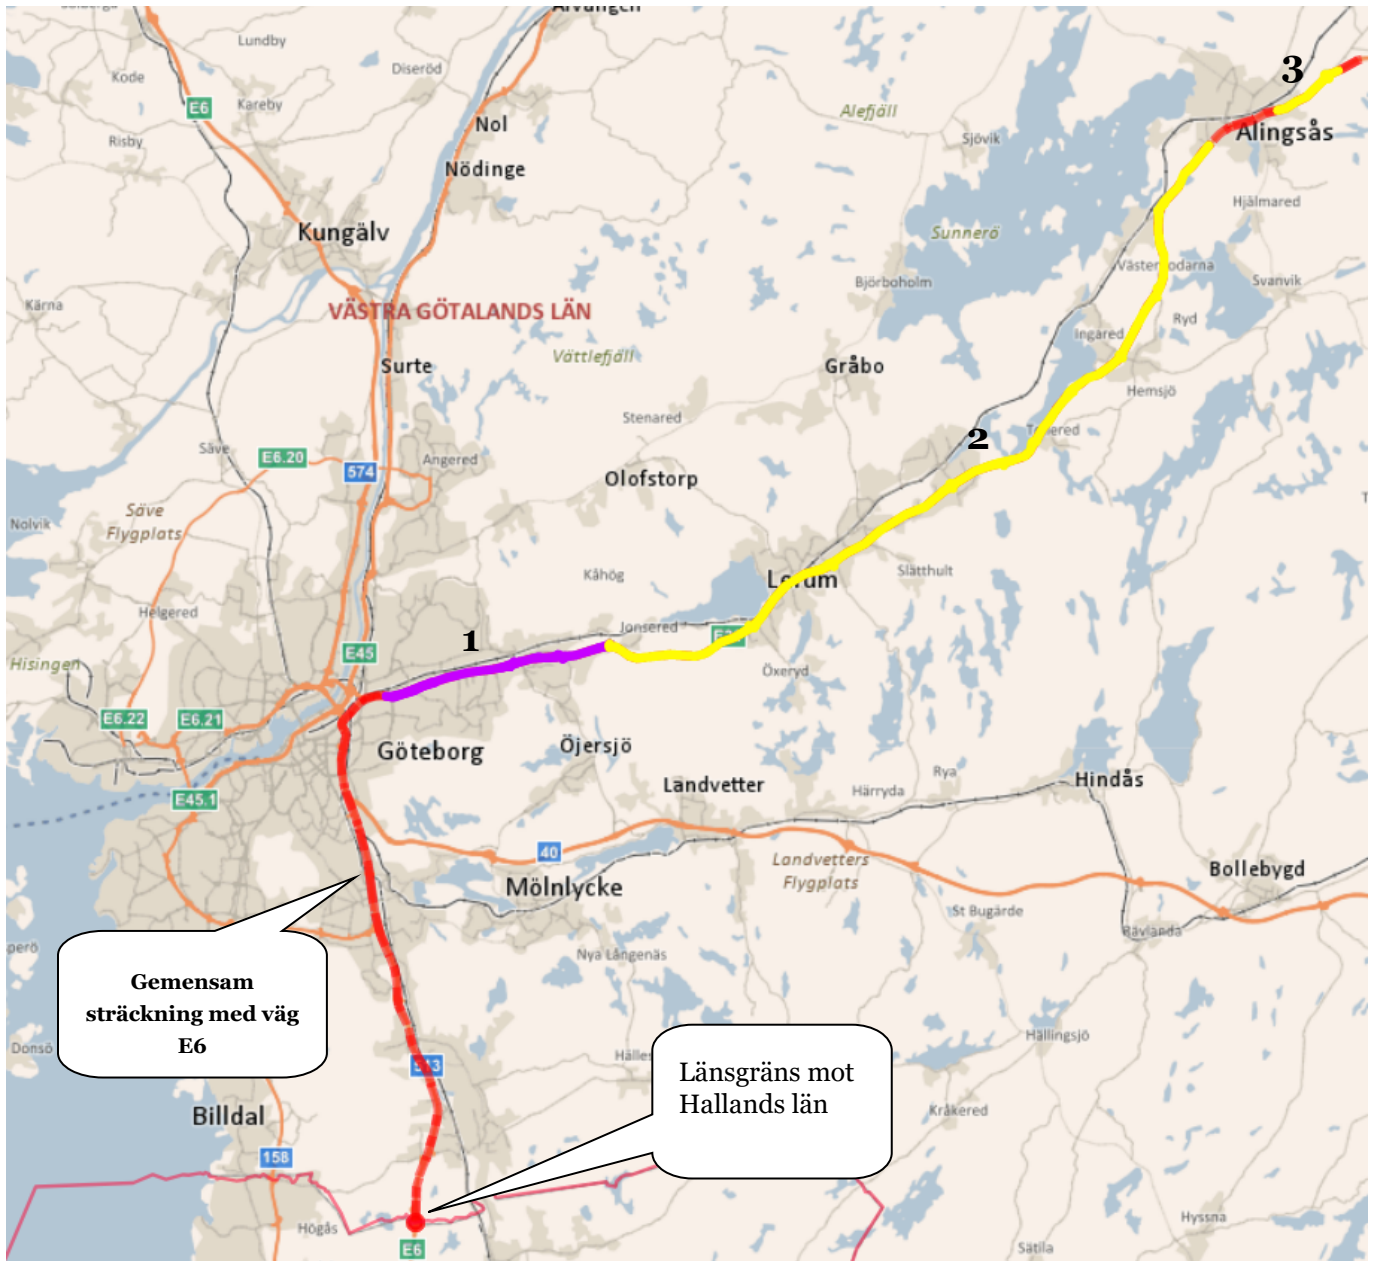 Alvängen
Lundby
Kode
Diseröd
3
E6
Kareby
Alefjäll
Nol
Risby
Sjövik
Alingsås
Nödinge
Hjälmared
Kungälv
Sunnerö
Björboholm
Svanvik
Kärna
VÄSTRA GÖTALANDS LÄN
Ryd
Ingared
Vättlefjäll
Surte
Gråbo
Hemsjö
Stenared
2
Säve
E6.20
Angered
574
Olofstorp
Säve
Flygplats
Nolvik
Kåhög
Slätthult
Lerum
Helgered
Jonsered
1
E45
Hisingen
Öxeryd
E6.22
E6.21
Göteborg
Öjersjö
Rya
Hindås
Landvetter
Härryda
E45.1
40
Landvetters
Flygplats
Mölnlycke
Bollebygd
St Bugärde
Rävlanda
Nya Långenäs
Gemensam
sträckning med väg
E6
Donsö
Hällingsjö
Länsgräns mot
Hallands län
Billdal
Kråkered
158
Högås
Hyssna
E6
Sätila